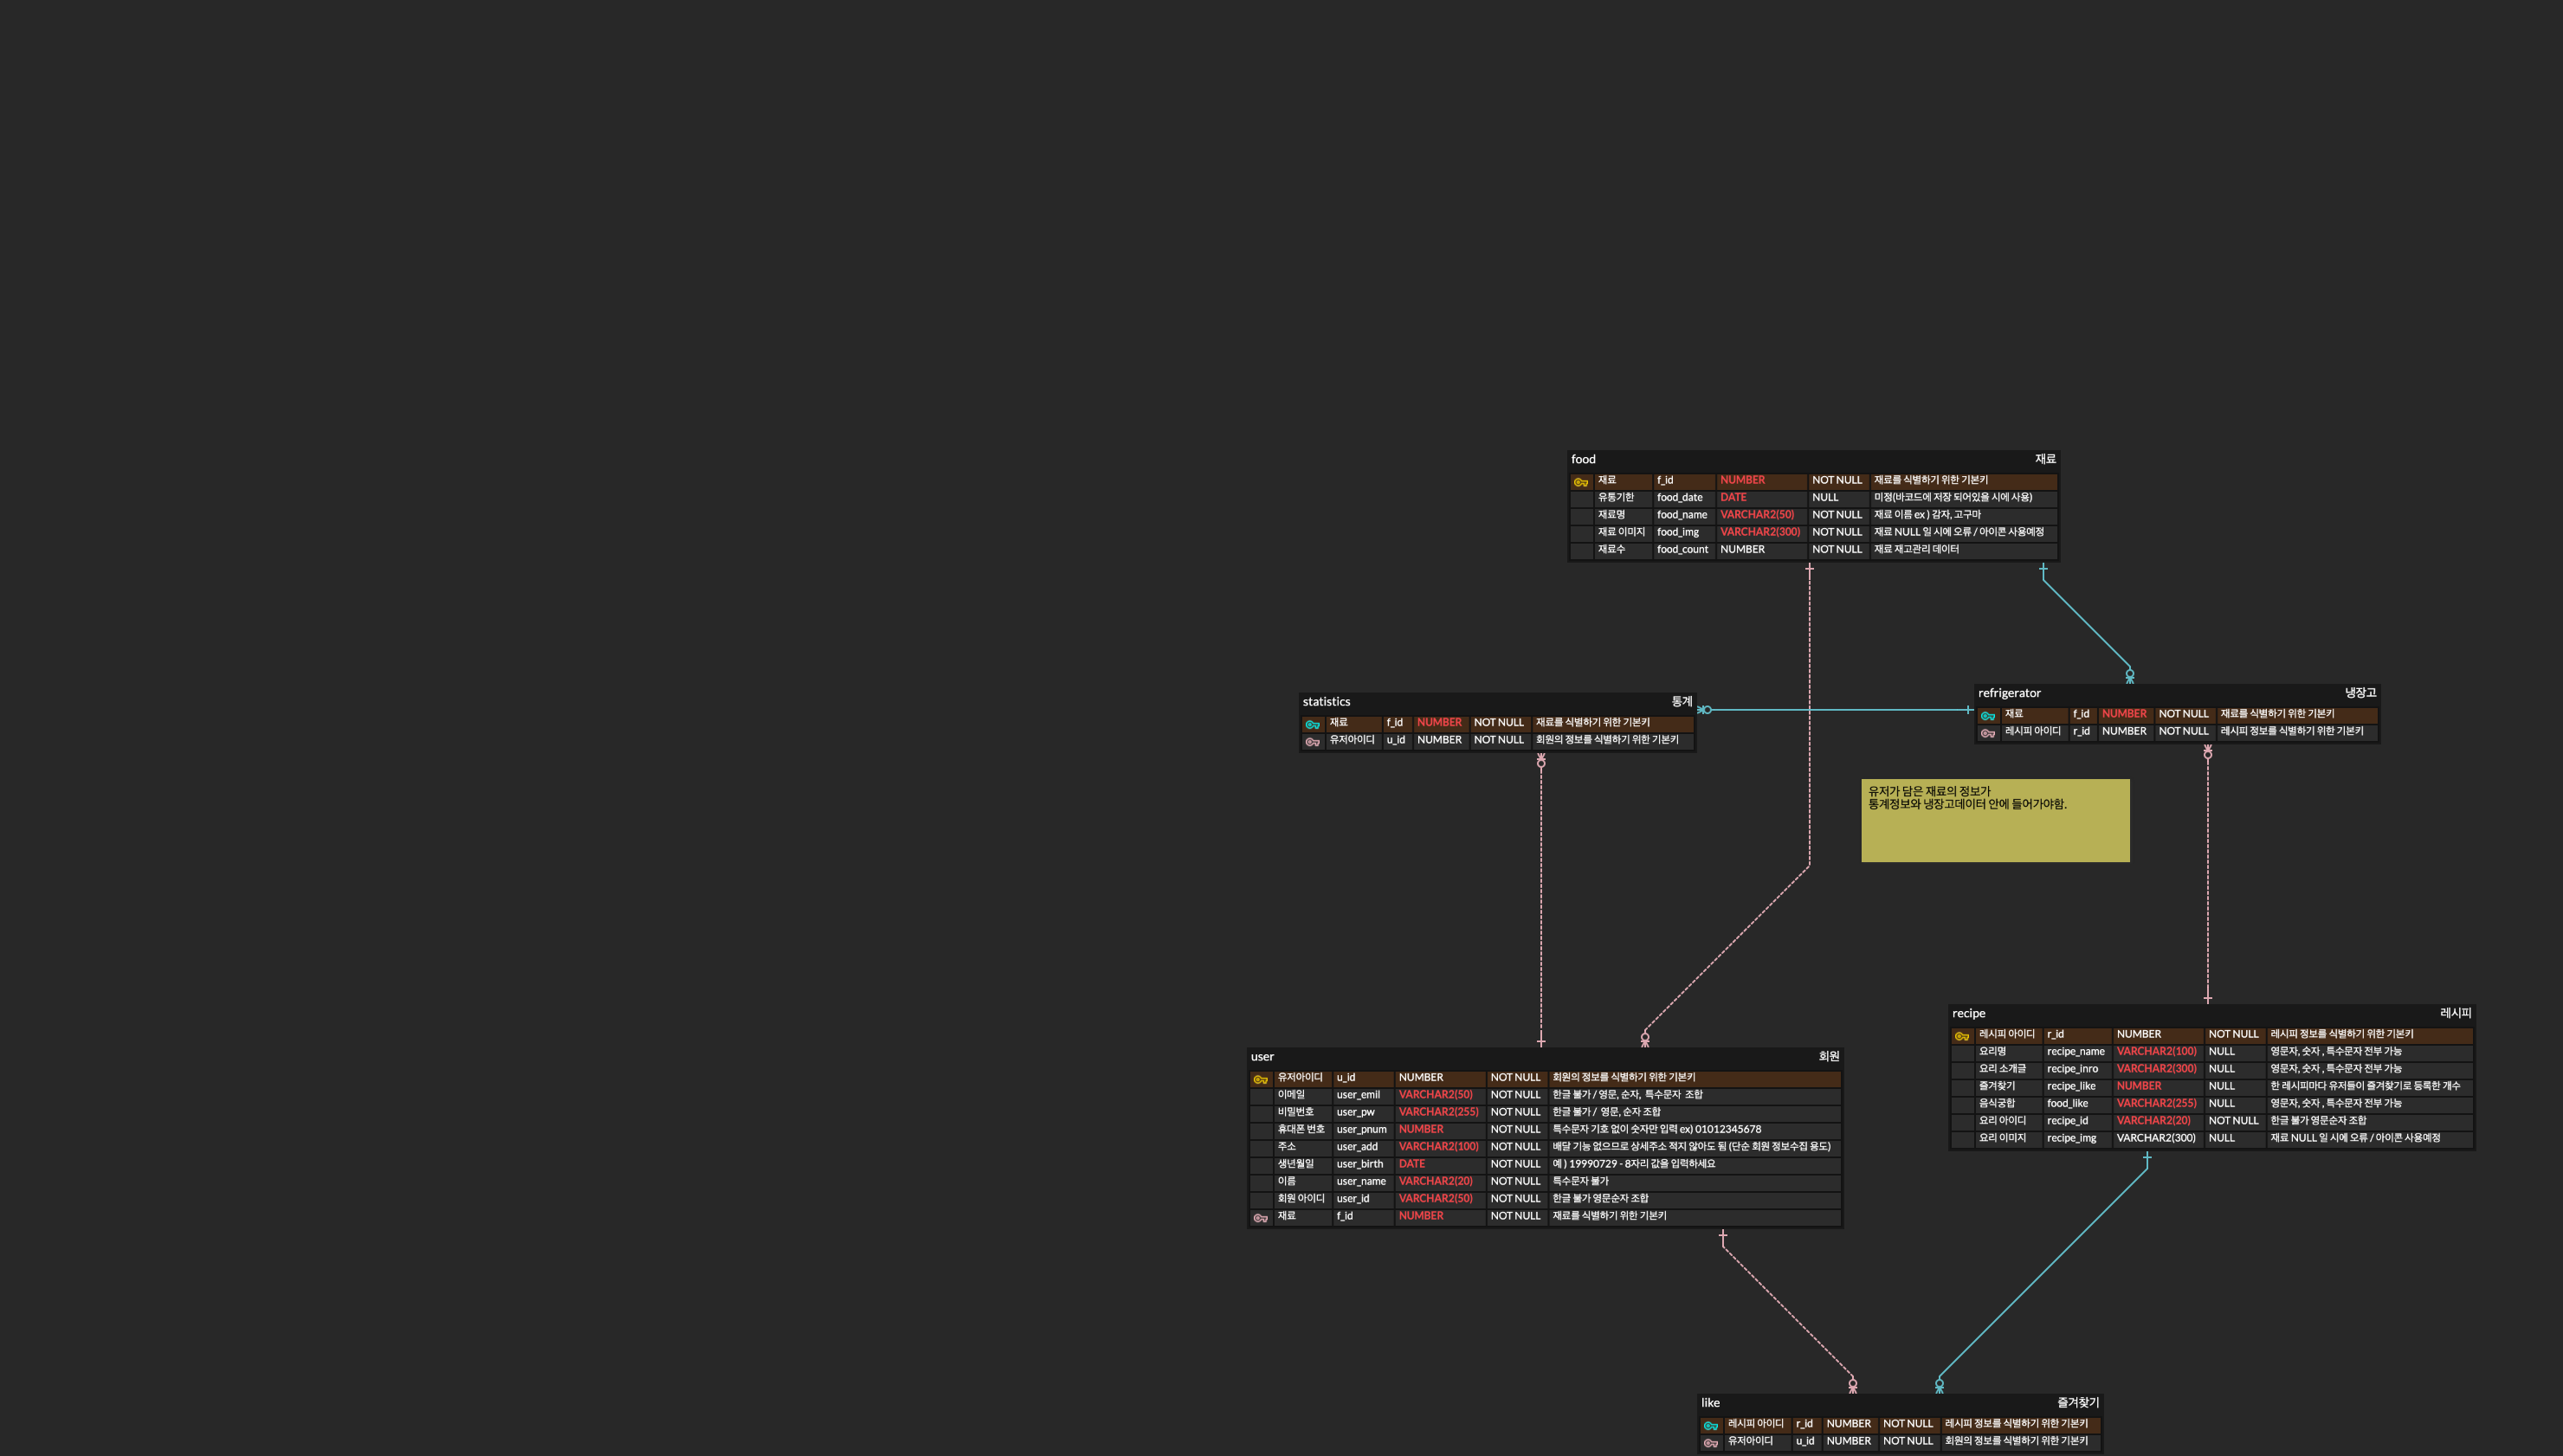 food 재료
재료 f_id NUMBER NOT NULL 재료를 식별하기 위한 기본키
유통기한 food_date DATE NULL 미정(바코드에 저장 되어있을 시에 사용)
재료명 food_name VARCHAR2(50) NOT NULL 재료 이름 ex ) 감자, 고구마
재료 이미지 food_img VARCHAR2(300) NOT NULL 재료 NULL 일 시에 오류 / 아이콘 사용예정
재료수 food_count NUMBER NOT NULL 재료 재고관리 데이터
statistics 통계
재료 f_id NUMBER NOT NULL 재료를 식별하기 위한 기본키
유저아이디 u_id NUMBER NOT NULL 회원의 정보를 식별하기 위한 기본키
refrigerator 냉장고
재료 f_id NUMBER NOT NULL 재료를 식별하기 위한 기본키
레시피 아이디 r_id NUMBER NOT NULL 레시피 정보를 식별하기 위한 기본키
유저가 담은 재료의 정보가
통계정보와 냉장고데이터 안에 들어가야함.
user 회원
유저아이디 u_id NUMBER NOT NULL 회원의 정보를 식별하기 위한 기본키
이메일 user_emil VARCHAR2(50) NOT NULL 한글 불가 / 영문, 순자, 특수문자 조합
비밀번호 user_pw VARCHAR2(255) NOT NULL 한글 불가 / 영문, 순자 조합
휴대폰 번호 user_pnum NUMBER NOT NULL 특수문자 기호 없이 숫자만 입력 ex) 01012345678
주소 user_add VARCHAR2(100) NOT NULL 배달 기능 없으므로 상세주소 적지 않아도 됨 (단순 회원 정보수집 용도)
생년월일 user_birth DATE NOT NULL 예 ) 19990729 - 8자리 값을 입력하세요
이름 user_name VARCHAR2(20) NOT NULL 특수문자 불가
회원 아이디 user_id VARCHAR2(50) NOT NULL 한글 불가 영문순자 조합
재료 f_id NUMBER NOT NULL 재료를 식별하기 위한 기본키
recipe 레시피
레시피 아이디 r_id NUMBER NOT NULL 레시피 정보를 식별하기 위한 기본키
요리명 recipe_name VARCHAR2(100) NULL 영문자, 숫자 , 특수문자 전부 가능
요리 소개글 recipe_inro VARCHAR2(300) NULL 영문자, 숫자 , 특수문자 전부 가능
즐겨찾기 recipe_like NUMBER NULL 한 레시피마다 유저들이 즐겨찾기로 등록한 개수
음식궁합 food_like VARCHAR2(255) NULL 영문자, 숫자 , 특수문자 전부 가능
요리 아이디 recipe_id VARCHAR2(20) NOT NULL 한글 불가 영문순자 조합
요리 이미지 recipe_img VARCHAR2(300) NULL 재료 NULL 일 시에 오류 / 아이콘 사용예정
like 즐겨찾기
레시피 아이디 r_id NUMBER NOT NULL 레시피 정보를 식별하기 위한 기본키
유저아이디 u_id NUMBER NOT NULL 회원의 정보를 식별하기 위한 기본키